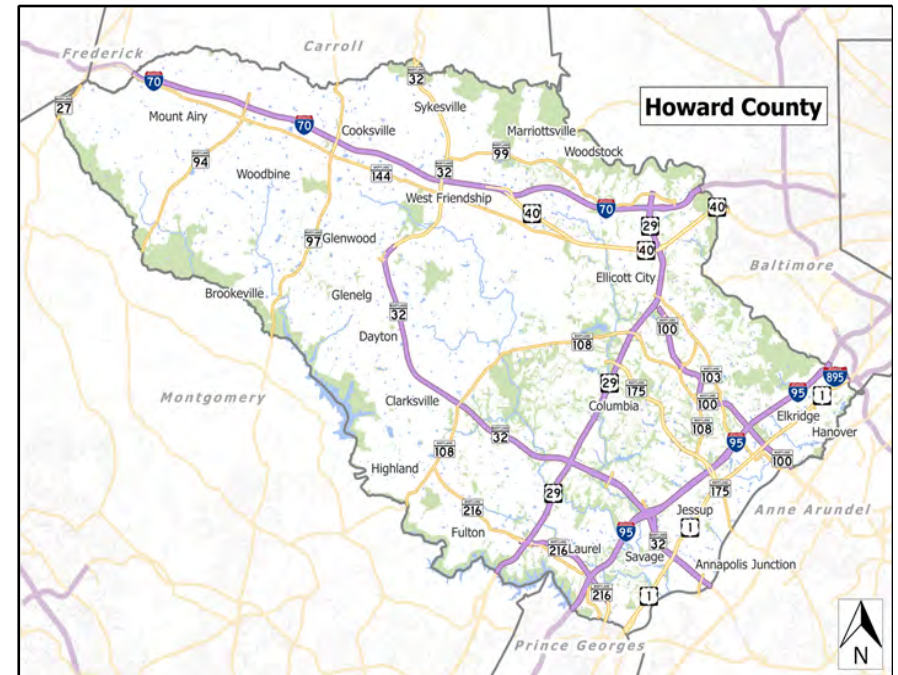 Frederick
Carroll
Howard County
70
32
27
Mount Airy
70
Sykesville
Cooksville
Marriottsville
94
99
Woodstock
Woodbine
144
32
West Friendship
40
70
40
29
97
Glenwood
40
Ellicott City
Baltimore
Brookeville
Glenelg
32
Dayton
100
108
29
175
103
895
95
1
Montgomery
Clarksville
Columbia
100
Elkridge
108
Hanover
32
95
108
100
Highland
29
175
216
Jessup
Anne Arundel
Fulton
95
1
216
Laurel
32
Savage
Annapolis Junction
216
1
Prince Georges
N